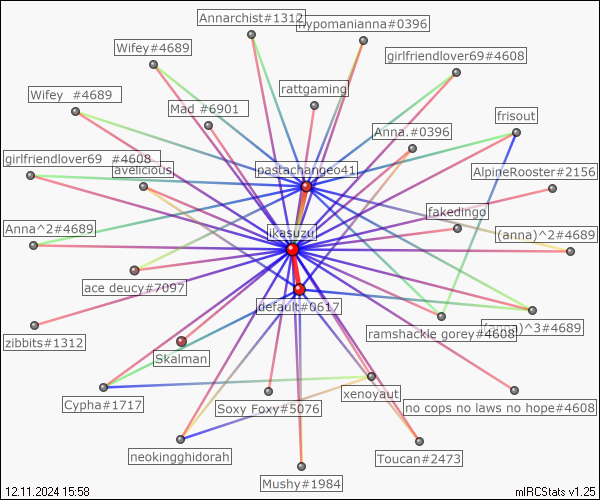 Annarchist#1312
hypomanianna#0396
Wifey#4689
girlfriendlover69#4608
rattgaming
Wifey #4689
Mad #6901
frisout
Anna.#0396
girlfriendlover69 #4608
avelicious
pastachangeo41
AlpineRooster#2156
fakedingo
Anna^2#4689
ikasuzu
(anna)^2#4689
ace deucy#7097
default#0617
zibbits#1312
Skalman
ramshackle gorey#4608
(anna)^3#4689
Cypha#1717
Soxy Foxy#5076
xenoyaut
no cops no laws no hope#4608
neokingghidorah
Toucan#2473
Mushy#1984
12.11.2024 15:58
mIRCStats v1.25